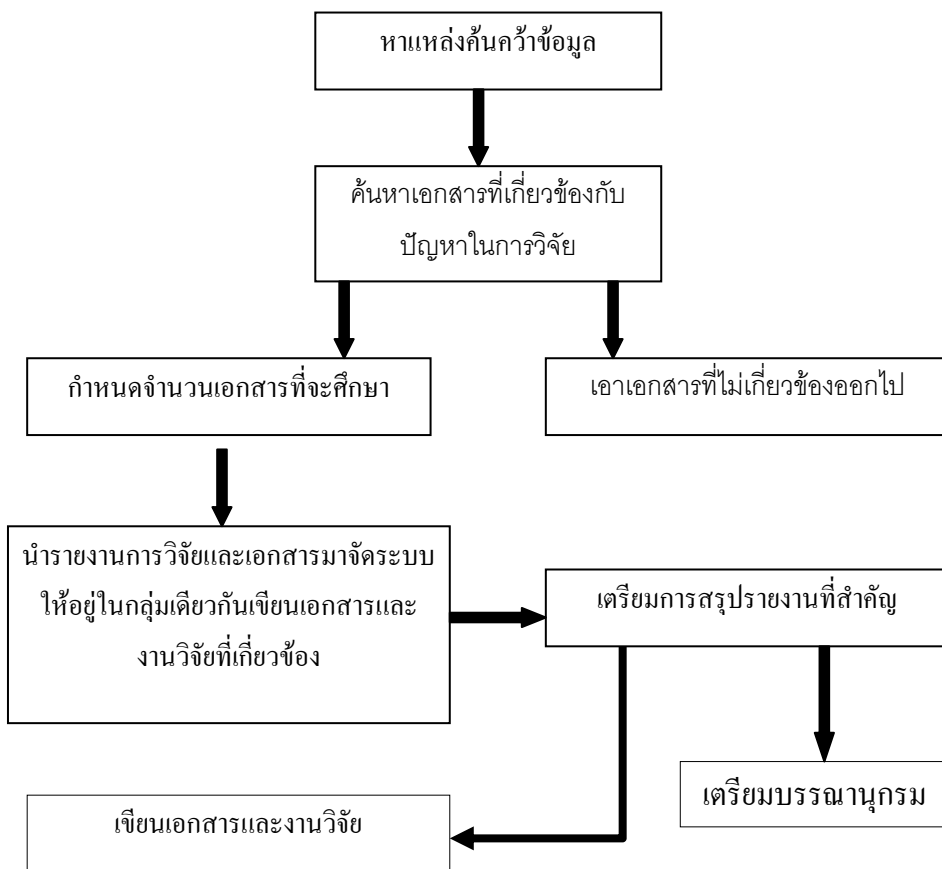 หาแหล่งค้นคว้าข้อมูล
ค้นหาเอกสารที่เกี่ยวข้องกับ
ปัญหาในการวิจัย
กำหนดจำนวนเอกสารที่จะศึกษา
เอาเอกสารที่ไม่เกี่ยวข้องออกไป
นำรายงานการวิจัยและเอกสารมาจัดระบบ
ให้อยู่ในกลุ่มเดียวกันเขียนเอกสารและ
งานวิจัยที่เกี่ยวข้อง
เตรียมการสรุปรายงานที่สำคัญ
เตรียมบรรณานุกรม
เขียนเอกสารและงานวิจัย